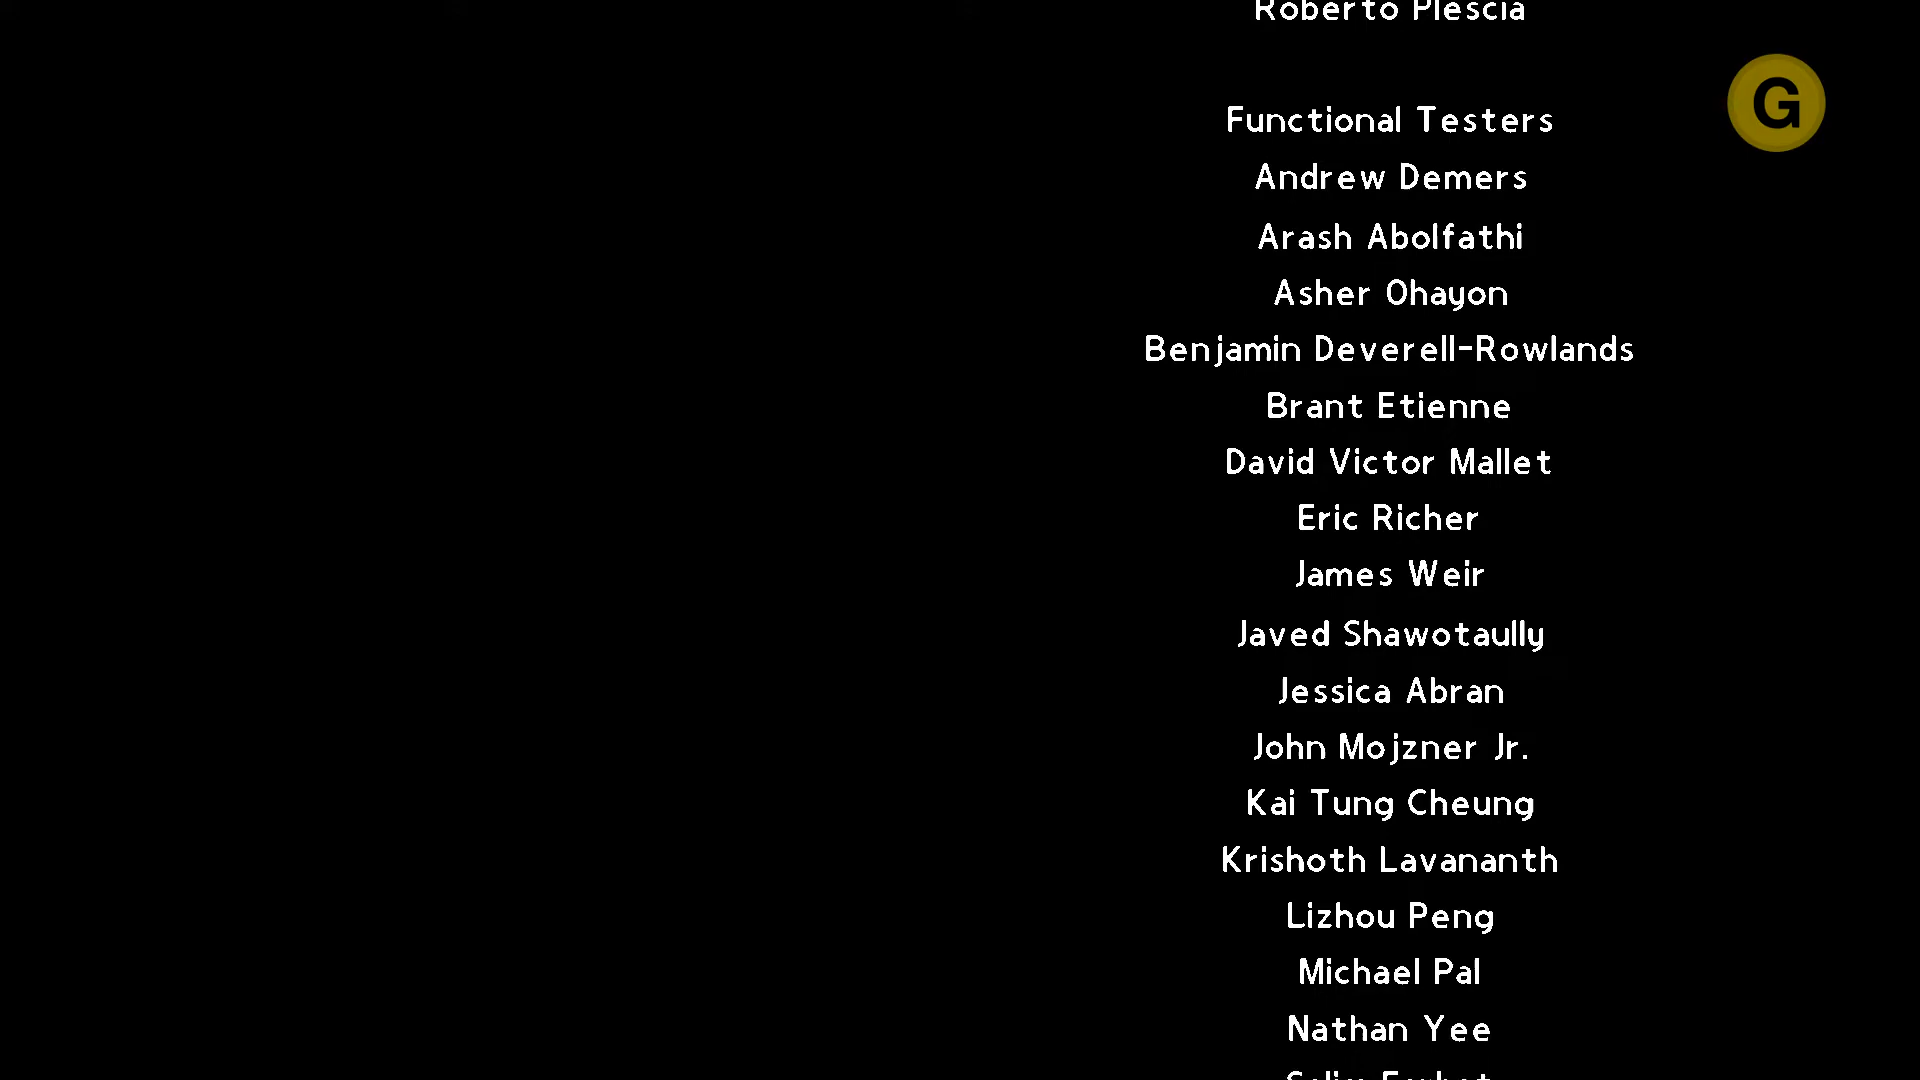 Roberto Plescia
G
Functional Testers
Andrew Demers
Arash Abolfathi
Asher Ohayon
Benjamin Deverell-Rowlands
Brant Etienne
David Victor Mallet
Eric Richer
James Weir
Javed Shawotaully
Jessica Abran
John Mojzner Jr.
Kai Tung Cheung
Krishoth Lavananth
Lizhou Peng
Michael Pal
Nathan Yee